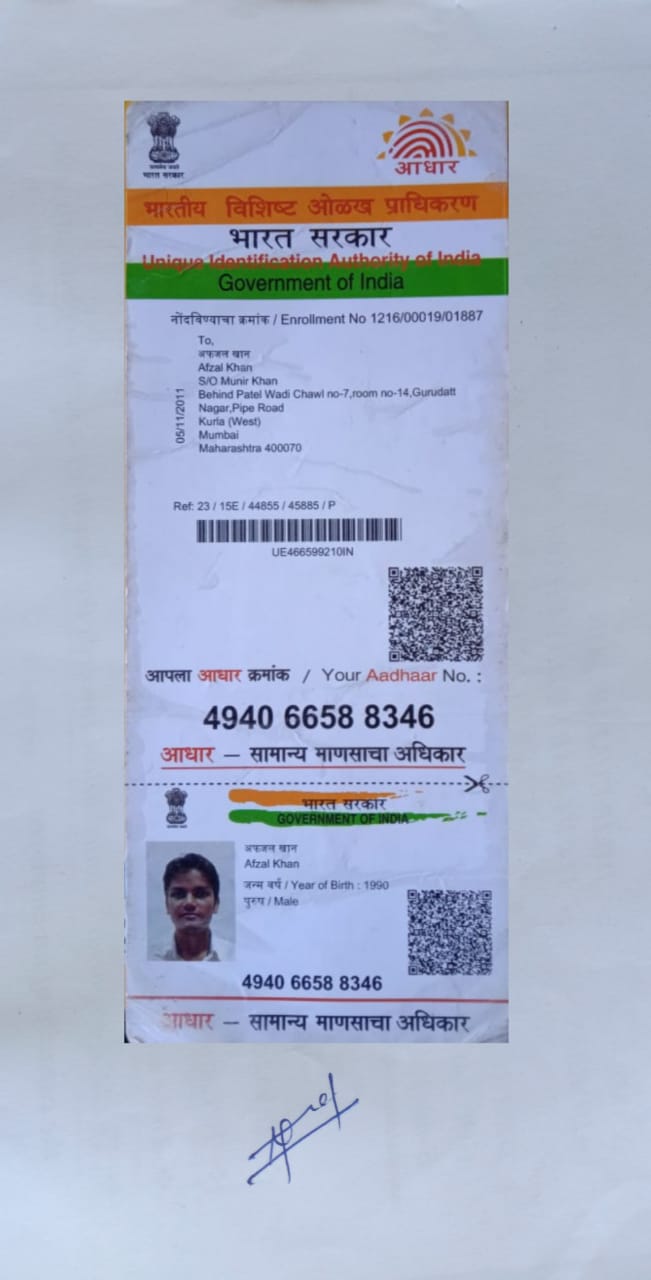 सत्यमेव जयते
भारत सरकार
आधार
भारतीय विशिष्ट ओळख प्राधिकरण
भारत सरकार
Unique Identification Authority of India
Government of India
नोंदविण्याचा क्रमांक / Enrollment No 1216/00019/01887
To,
अफजल खान
Afzal Khan
S/O Munir Khan
Behind Patel Wadi Chawl no-7,room no-14,Gurudatt
Nagar,Pipe Road
Kurla (West)
Mumbai
Maharashtra 400070
05/11/2011
Ref: 23 / 15E / 44855 / 45885 / P
UE466599210IN
आपला आधार क्रमांक / Your Aadhaar No. :
4940 6658 8346
आधार – सामान्य माणसाचा अधिकार
भारत सरकार
GOVERNMENT OF INDIA
अफजल खान
Afzal Khan
जन्म वर्ष / Year of Birth : 1990
पुरुष / Male
4940 6658 8346
आधार – सामान्य माणसाचा अधिकार